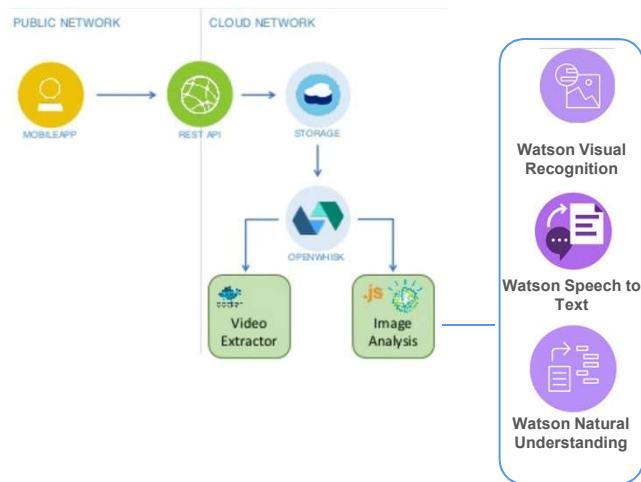 PUBLIC NETWORK
CLOUD NETWORK
MOBILEAPP
REST API
STORAGE
OPENWHISK
docker
Video
Extractor
.js
Image
Analysis
Watson Visual
Recognition
Watson Speech to
Text
Watson Natural
Understanding